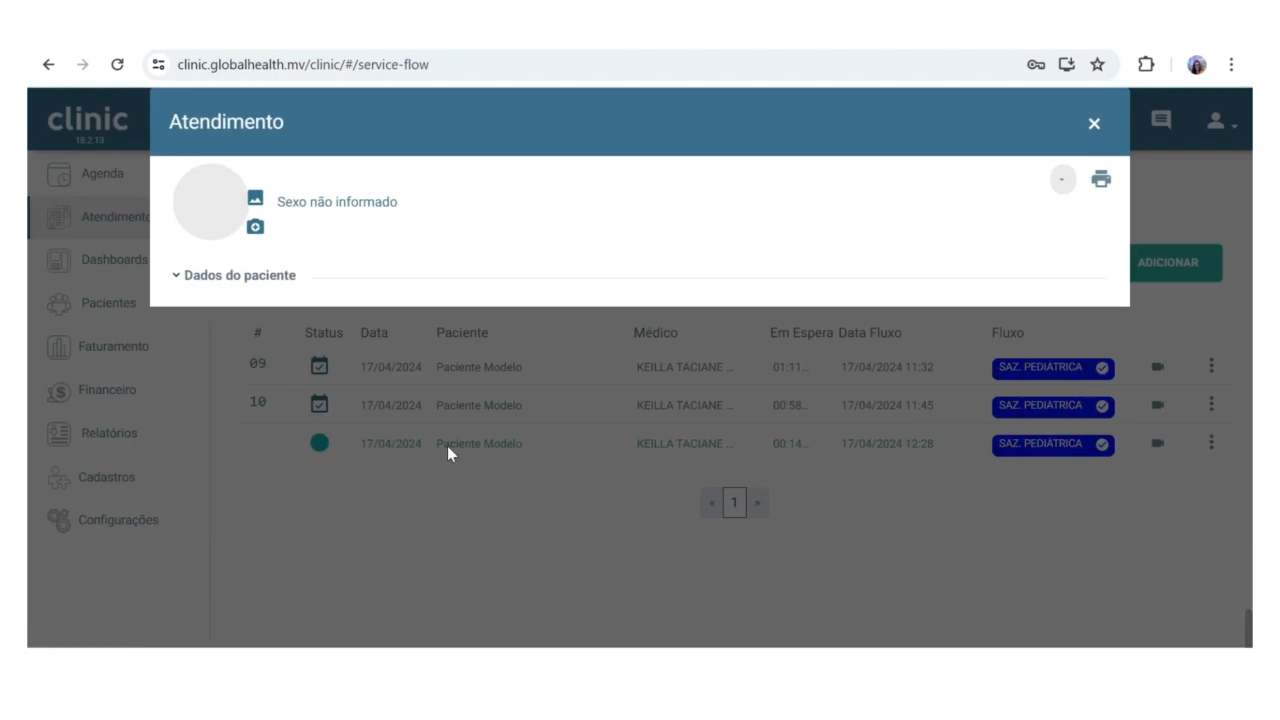 clinic.globalhealth.mv/clinic/#/service-flow
clinic
18.2.13
Atendimento
Agenda
Sexo não informado
Atendimento
Dashboards
ADICIONAR
Dados do paciente
Pacientes
# Status Data Paciente Médico Em Espera Data Fluxo Fluxo
Faturamento
09 17/04/2024 Paciente Modelo KEILLA TACIANE ... 01:11... 17/04/2024 11:32 SAZ. PEDIATRICA
Financeiro
10 17/04/2024 Paciente Modelo KEILLA TACIANE ... 00:58... 17/04/2024 11:45 SAZ. PEDIATRICA
Relatórios
17/04/2024 Paciente Modelo KEILLA TACIANE ... 00:14... 17/04/2024 12:28 SAZ. PEDIATRICA
Cadastros
« 1 »
Configurações